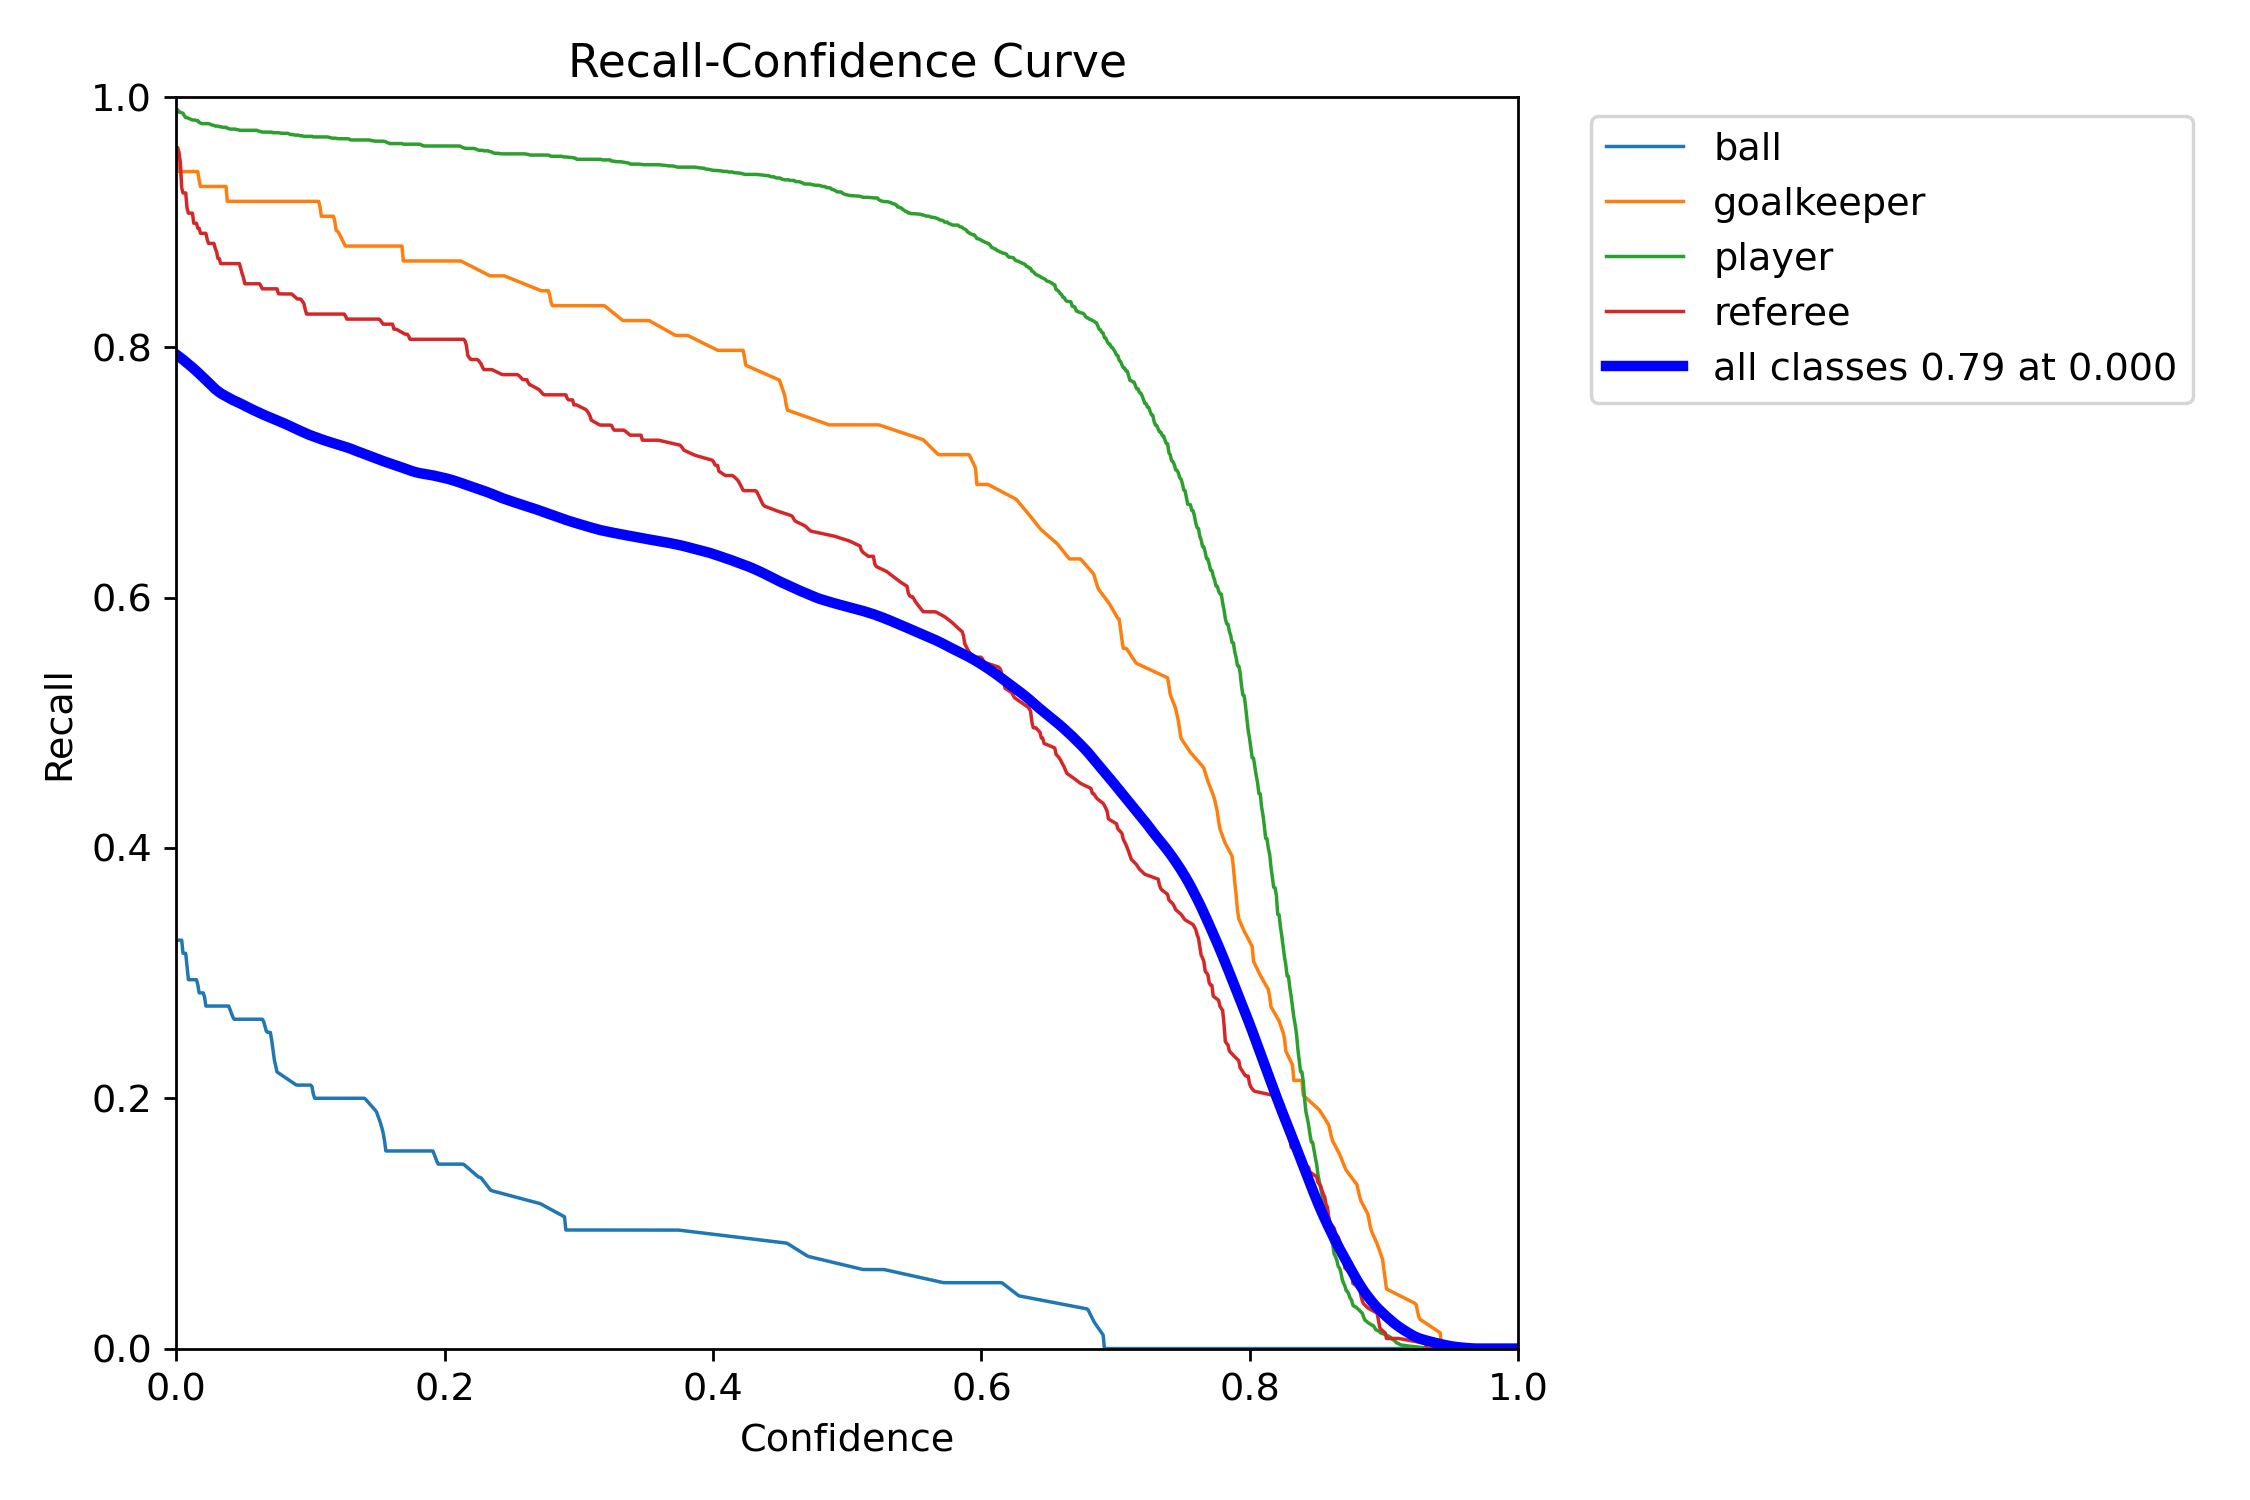 Recall-Confidence Curve
1.0
0.8
0.6
0.4
0.2
0.0
Recall
0.0 0.2 0.4 0.6 0.8 1.0
Confidence
ball
goalkeeper
player
referee
all classes 0.79 at 0.000